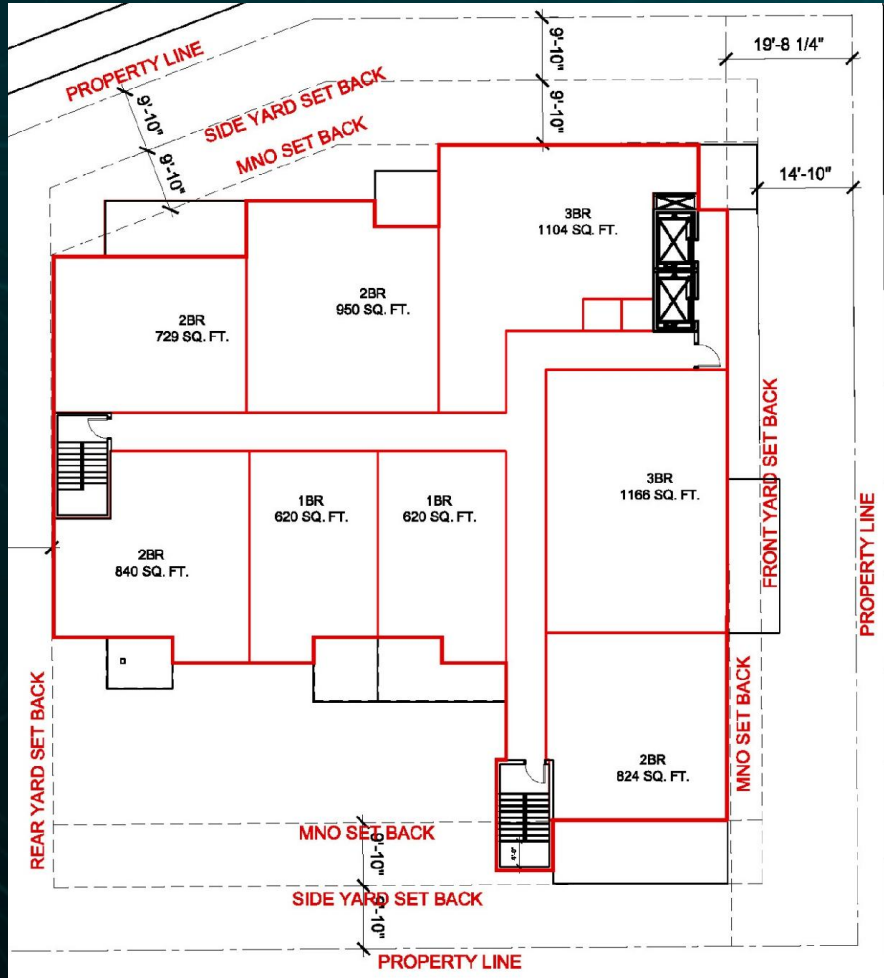 9'-10"
19'-8 1/4"
PROPERTY LINE
9'-10"
SIDE YARD SET BACK
9'-10"
MNO SET BACK
9'-10"
14'-10"
3BR
1104 SQ. FT.
2BR
950 SQ. FT.
2BR
729 SQ. FT.
FRONT YARD SET BACK
3BR
1166 SQ. FT.
1BR
620 SQ. FT.
1BR
620 SQ. FT.
PROPERTY LINE
2BR
840 SQ. FT.
REAR YARD SET BACK
MNO SET BACK
2BR
824 SQ. FT.
MNO SET BACK
9'-10"
SIDE YARD SET BACK
9'-10"
PROPERTY LINE